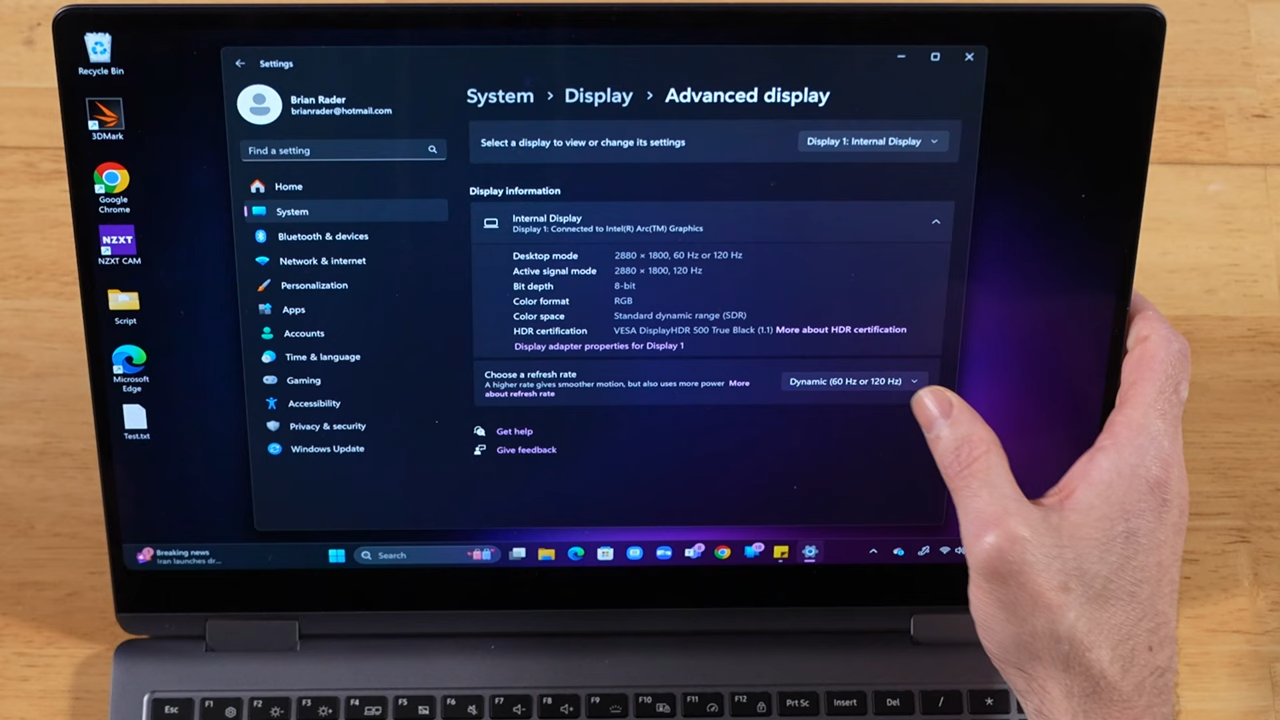 Recycle Bin
3DMark
Google
Chrome
NZXT
NZXT CAM
Script
Microsoft
Edge
Test.txt
Settings
Brian Rader
brianrader@hotmail.com
Find a setting
Home
System
Bluetooth & devices
Network & internet
Personalization
Apps
Accounts
Time & language
Gaming
Accessibility
Privacy & security
Windows Update
System > Display > Advanced display
Select a display to view or change its settings
Display 1: Internal Display
Display information
Internal Display
Display 1: Connected to Intel(R) Arc(TM) Graphics
Desktop mode 2880 × 1800, 60 Hz or 120 Hz
Active signal mode 2880 × 1800, 120 Hz
Bit depth 8-bit
Color format RGB
Color space Standard dynamic range (SDR)
HDR certification VESA DisplayHDR 500 True Black (1.1) More about HDR certification
Display adapter properties for Display 1
Choose a refresh rate
A higher rate gives smoother motion, but also uses more power More
about refresh rate
Dynamic (60 Hz or 120 Hz)
Get help
Give feedback
Breaking news
Iran launches dr...
Search
Esc F1 F2 F3 F4 F5 F6 F7 F8 F9 F10 F11 F12 Prt Sc Insert Del / *